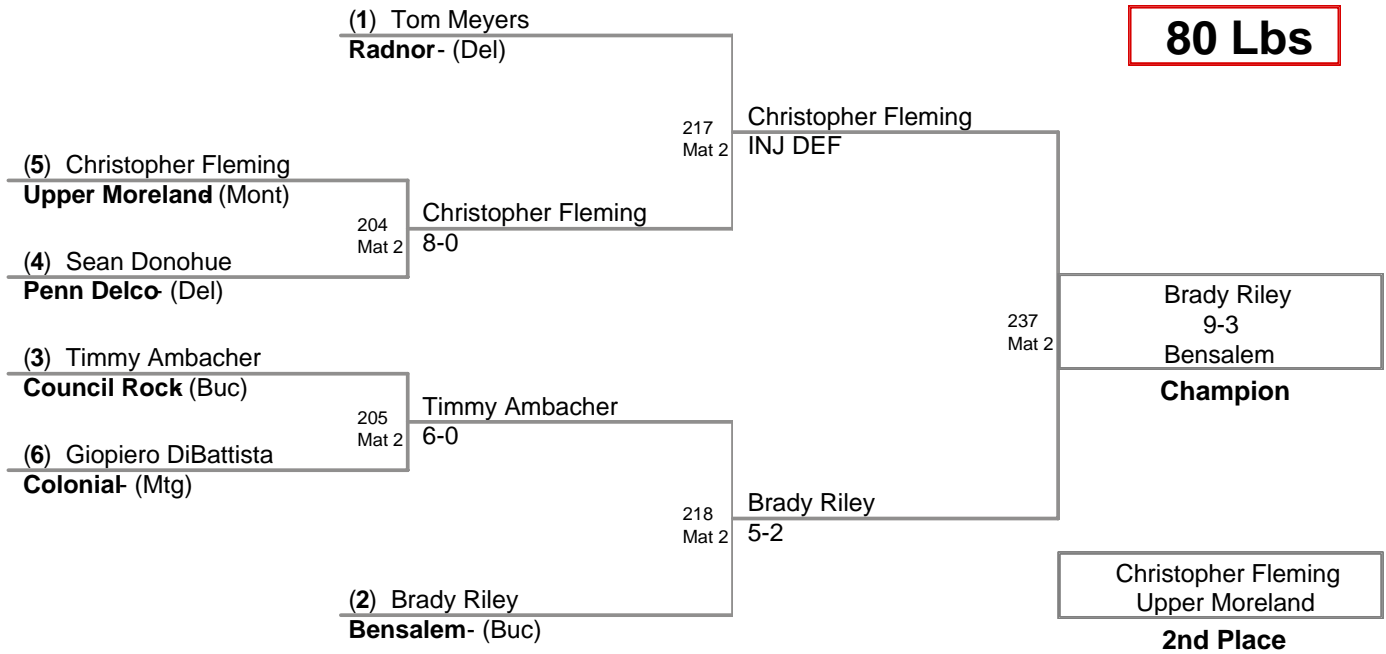 (1) Tom Meyers
Radnor- (Del)
80 Lbs
217
Mat 2
Christopher Fleming
INJ DEF
(5) Christopher Fleming
Upper Moreland- (Mont)
204
Mat 2
Christopher Fleming
8-0
(4) Sean Donohue
Penn Delco- (Del)
237
Mat 2
Brady Riley
9-3
Bensalem
Champion
(3) Timmy Ambacher
Council Rock- (Buc)
205
Mat 2
Timmy Ambacher
6-0
(6) Giopiero DiBattista
Colonial- (Mtg)
218
Mat 2
Brady Riley
5-2
(2) Brady Riley
Bensalem- (Buc)
Christopher Fleming
Upper Moreland
2nd Place